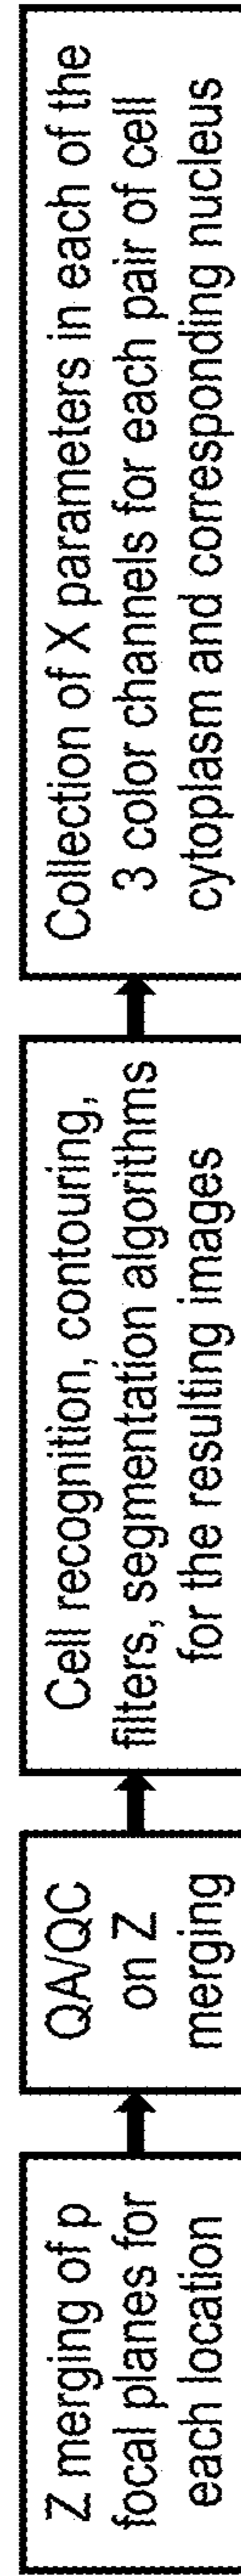 Z merging of p
focal planes for
each location
QA/QC
on Z
merging
Cell recognition, contouring,
filters, segmentation algorithms
for the resulting images
Collection of X parameters in each of the
3 color channels for each pair of cell
cytoplasm and corresponding nucleus